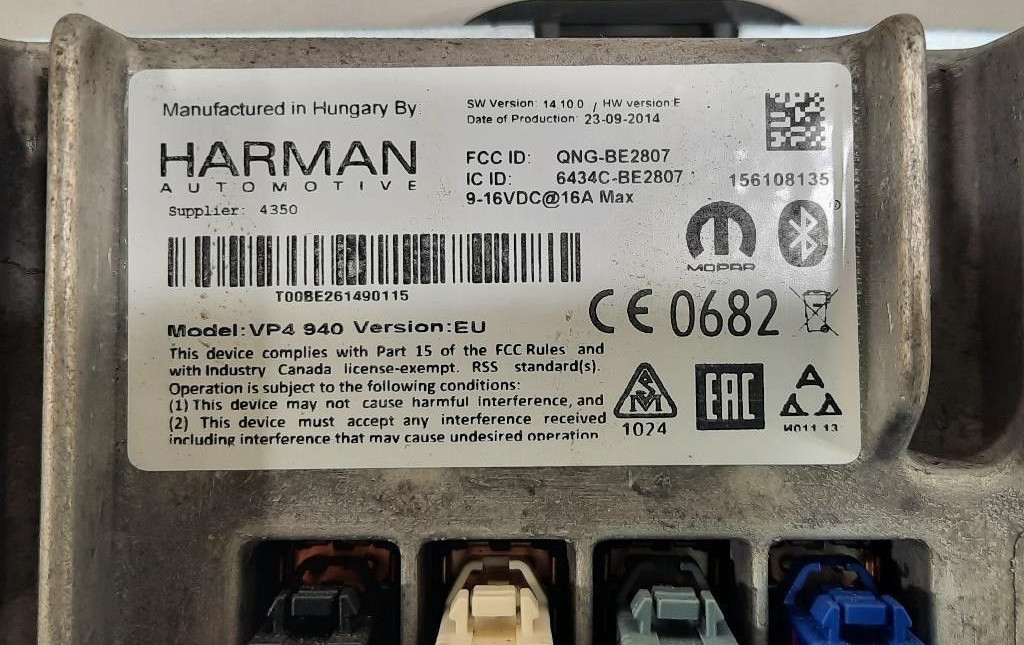 Manufactured in Hungary By:
HARMAN
AUTOMOTIVE
Supplier: 4350
T00BE261490115
Model:VP4 940 Version:EU
This device complies with Part 15 of the FCC Rules and
with Industry Canada license-exempt. RSS standard(s).
Operation is subject to the following conditions:
(1) This device may not cause harmful interference, and
(2) This device must accept any interference received
including interference that may cause undesired operation
SW Version: 14.10.0 / HW version:E
Date of Production: 23-09-2014
FCC ID: QNG-BE2807
IC ID: 6434C-BE2807
9-16VDC@16A Max
156108135
MOPAR
CE 0682
SM
1024
EAC
M011 13